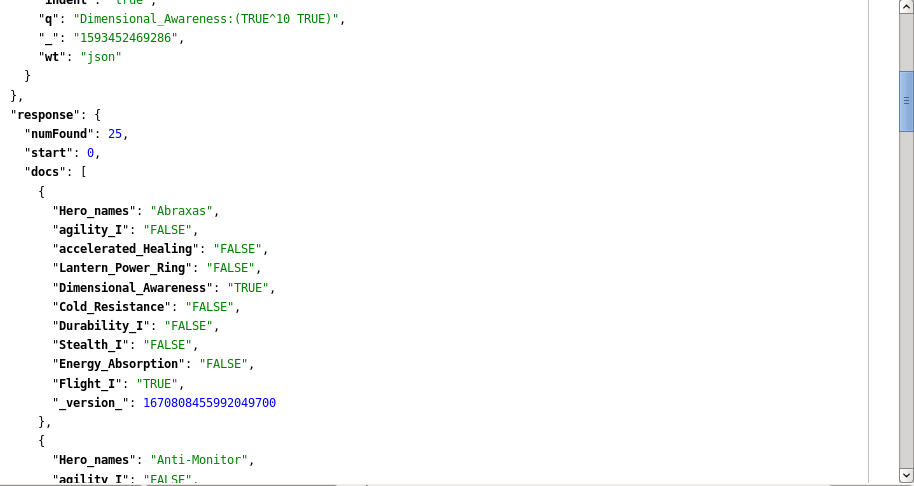 "indent": "true",
"q": "Dimensional_Awareness:(TRUE^10 TRUE)",
"_": "1593452469286",
"wt": "json"
}
},
"response": {
"numFound": 25,
"start": 0,
"docs": [
{
"Hero_names": "Abraxas",
"agility_I": "FALSE",
"accelerated_Healing": "FALSE",
"Lantern_Power_Ring": "FALSE",
"Dimensional_Awareness": "TRUE",
"Cold_Resistance": "FALSE",
"Durability_I": "FALSE",
"Stealth_I": "FALSE",
"Energy_Absorption": "FALSE",
"Flight_I": "TRUE",
"_version_": 1670808455992049700
},
{
"Hero_names": "Anti-Monitor",
"agility_I": "FALSE",